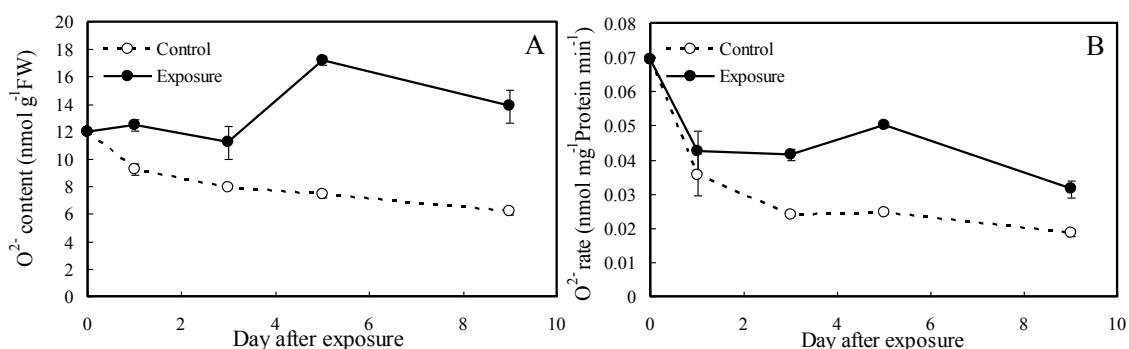 20
18
16
14
12
10
8
6
4
2
0
O²⁻ content (nmol g⁻¹FW)
Control
Exposure
A
0 2 4 6 8 10
Day after exposure
0.08
0.07
0.06
0.05
0.04
0.03
0.02
0.01
0.00
O²⁻ rate (nmol mg⁻¹Protein min⁻¹)
Control
Exposure
B
0 2 4 6 8 10
Day after exposure